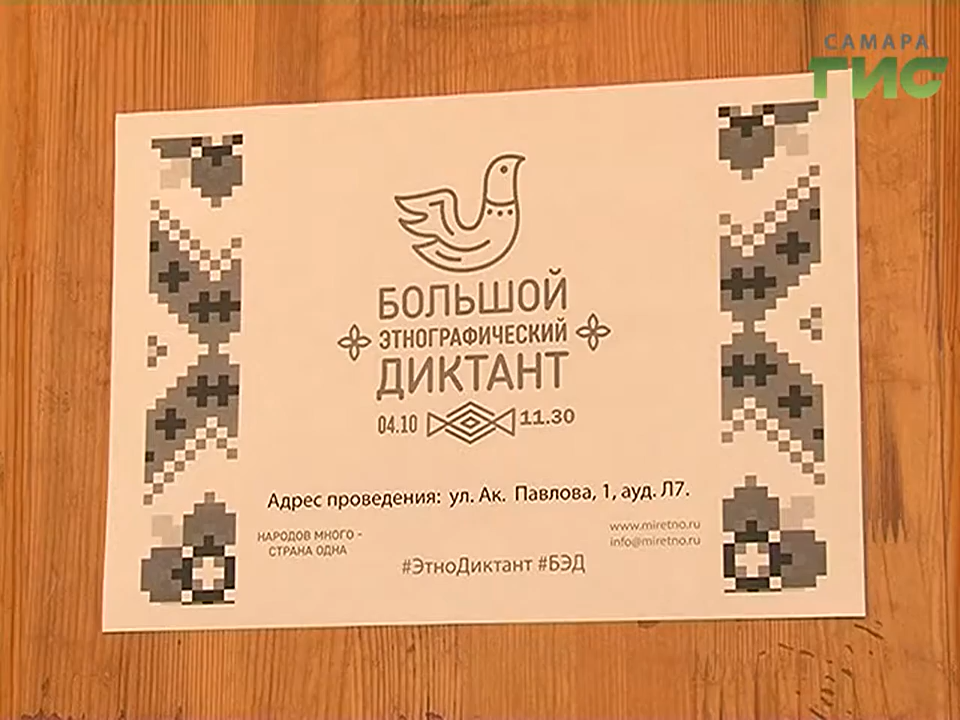 САМАРА
ГИС
БОЛЬШОЙ
ЭТНОГРАФИЧЕСКИЙ
ДИКТАНТ
04.10 11.30
Адрес проведения: ул. Ак. Павлова, 1, ауд. Л7.
НАРОДОВ МНОГО -
СТРАНА ОДНА
www.miretno.ru
info@miretno.ru
#ЭтноДиктант #БЭД